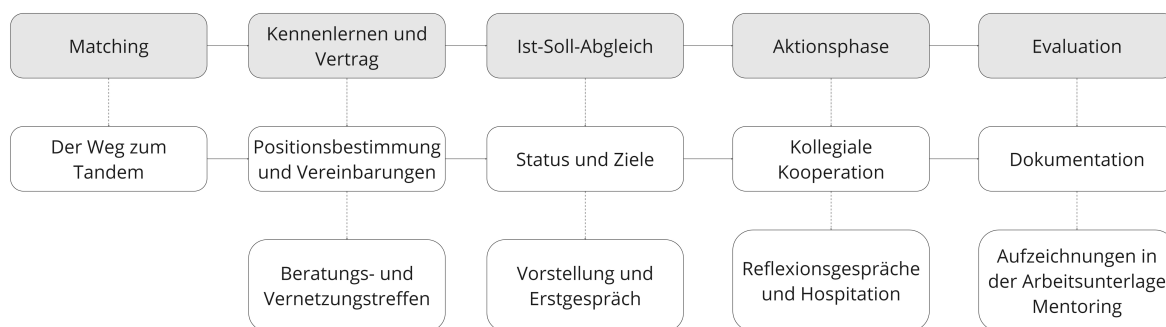 Matching
Kennenlernen und
Vertrag
Ist-Soll-Abgleich
Aktionsphase
Evaluation
Der Weg zum
Tandem
Positionsbestimmung
und Vereinbarungen
Status und Ziele
Kollegiale
Kooperation
Dokumentation
Beratungs- und
Vernetzungstreffen
Vorstellung und
Erstgespräch
Reflexionsgespräche
und Hospitation
Aufzeichnungen in
der Arbeitsunterlage
Mentoring